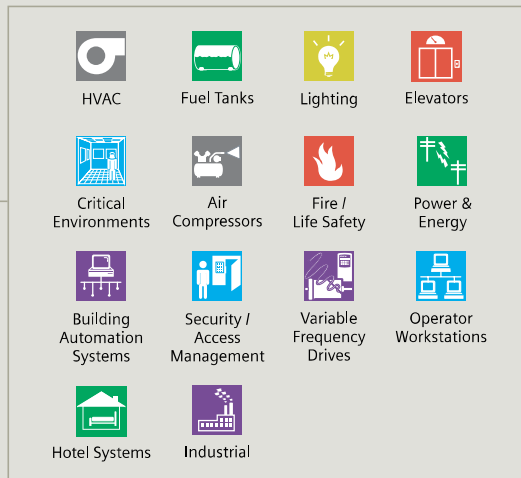 HVAC
Fuel Tanks
Lighting
Elevators
Critical
Environments
Air
Compressors
Fire /
Life Safety
Power &
Energy
Building
Automation
Systems
Security /
Access
Management
Variable
Frequency
Drives
Operator
Workstations
Hotel Systems
Industrial